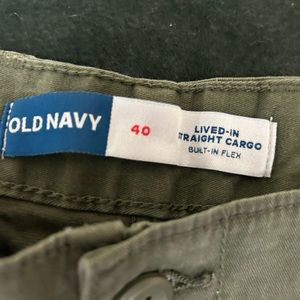 OLD NAVY
40
LIVED-IN
STRAIGHT CARGO
BUILT-IN FLEX